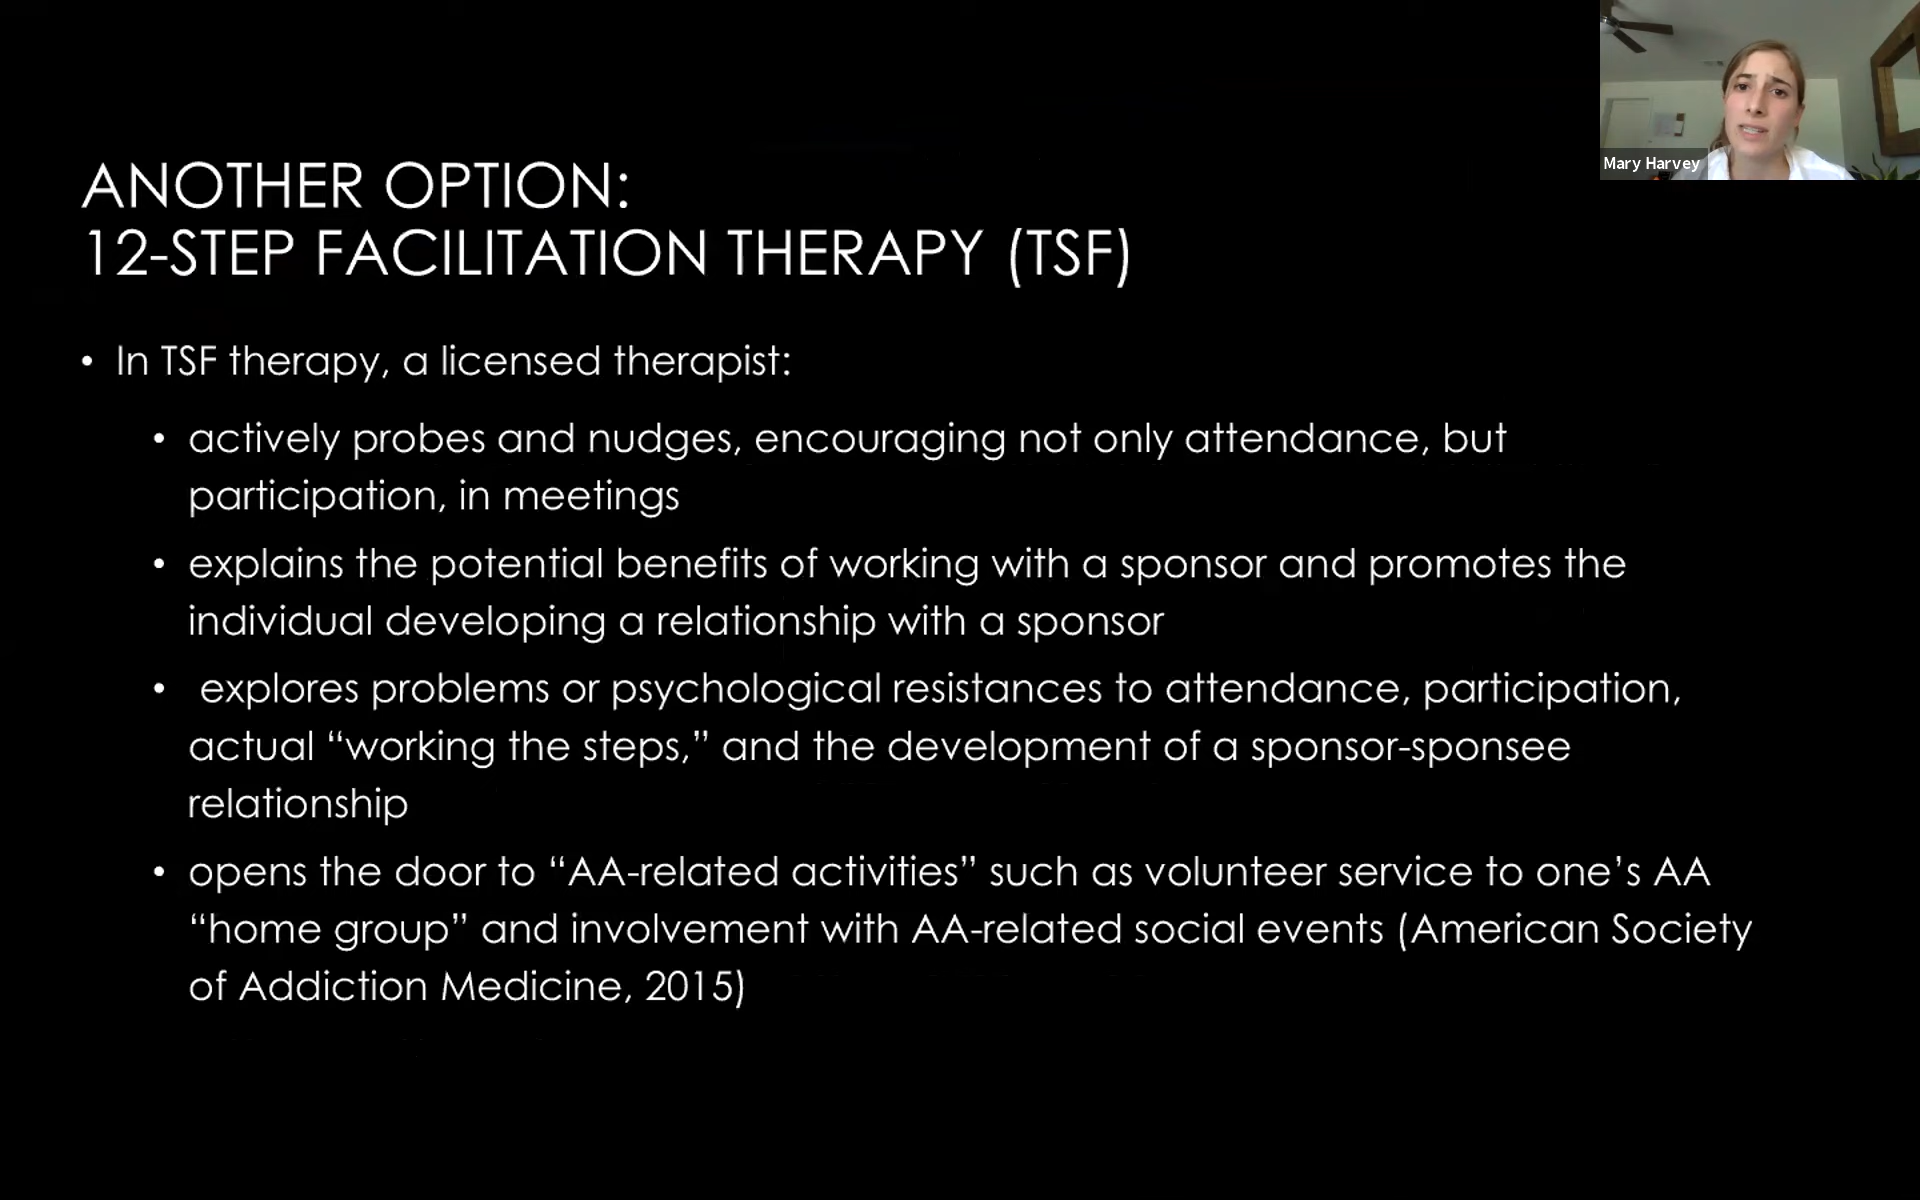 Mary Harvey
ANOTHER OPTION:
12-STEP FACILITATION THERAPY (TSF)
• In TSF therapy, a licensed therapist:
• actively probes and nudges, encouraging not only attendance, but
participation, in meetings
• explains the potential benefits of working with a sponsor and promotes the
individual developing a relationship with a sponsor
• explores problems or psychological resistances to attendance, participation,
actual “working the steps,” and the development of a sponsor-sponsee
relationship
• opens the door to “AA-related activities” such as volunteer service to one’s AA
“home group” and involvement with AA-related social events (American Society
of Addiction Medicine, 2015)